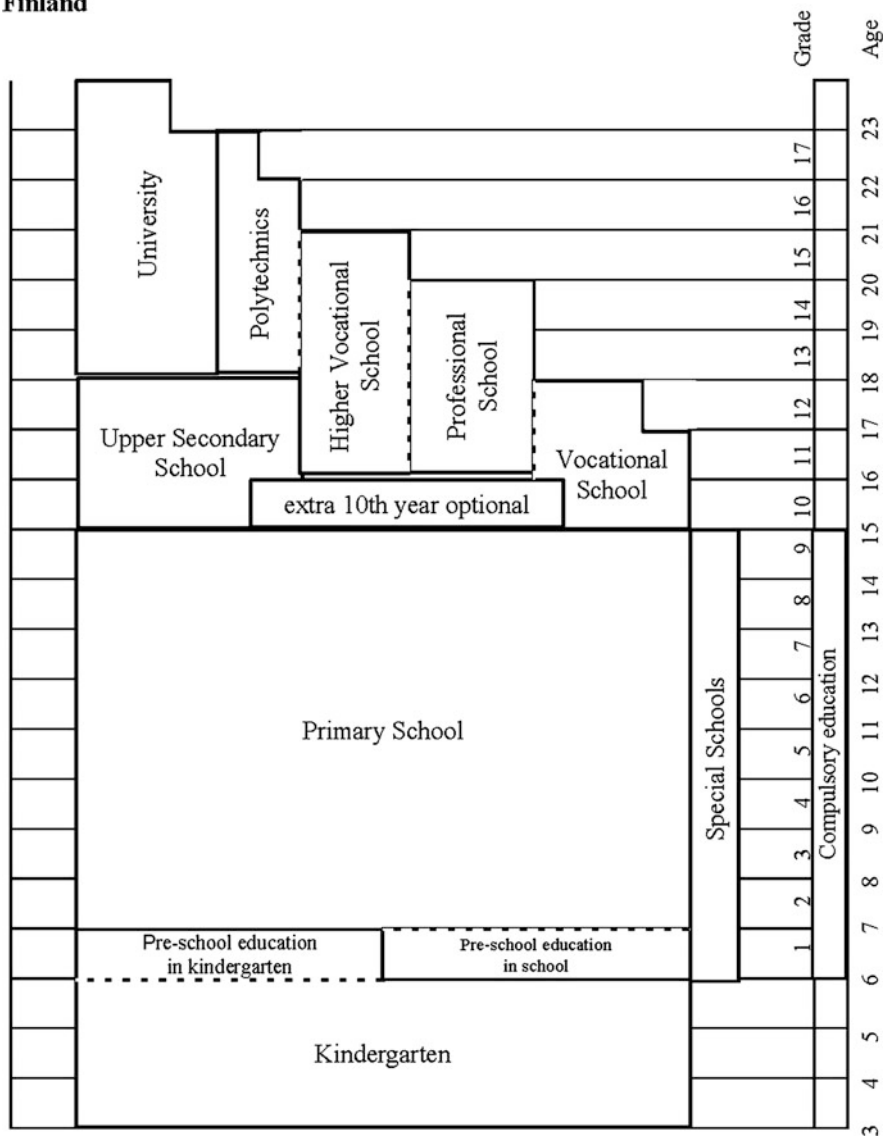 Finland
Grade
Age
University
Polytechnics
Higher Vocational
School
Professional
School
Upper Secondary
School
Vocational
School
extra 10th year optional
Primary School
Special Schools
Compulsory education
Pre-school education
in kindergarten
Pre-school education
in school
Kindergarten
17
16
15
14
13
12
11
10
9
8
7
6
5
4
3
2
1
23
22
21
20
19
18
17
16
15
14
13
12
11
10
9
8
7
6
5
4
3